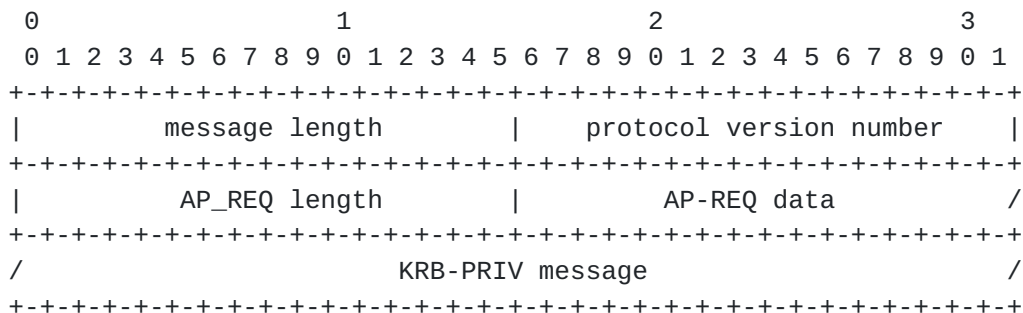 0                   1                   2                   3
 0 1 2 3 4 5 6 7 8 9 0 1 2 3 4 5 6 7 8 9 0 1 2 3 4 5 6 7 8 9 0 1
+-+-+-+-+-+-+-+-+-+-+-+-+-+-+-+-+-+-+-+-+-+-+-+-+-+-+-+-+-+-+-+-+
|         message length        |    protocol version number    |
+-+-+-+-+-+-+-+-+-+-+-+-+-+-+-+-+-+-+-+-+-+-+-+-+-+-+-+-+-+-+-+-+
|          AP_REQ length        |         AP-REQ data           /
+-+-+-+-+-+-+-+-+-+-+-+-+-+-+-+-+-+-+-+-+-+-+-+-+-+-+-+-+-+-+-+-+
/                        KRB-PRIV message                       /
+-+-+-+-+-+-+-+-+-+-+-+-+-+-+-+-+-+-+-+-+-+-+-+-+-+-+-+-+-+-+-+-+